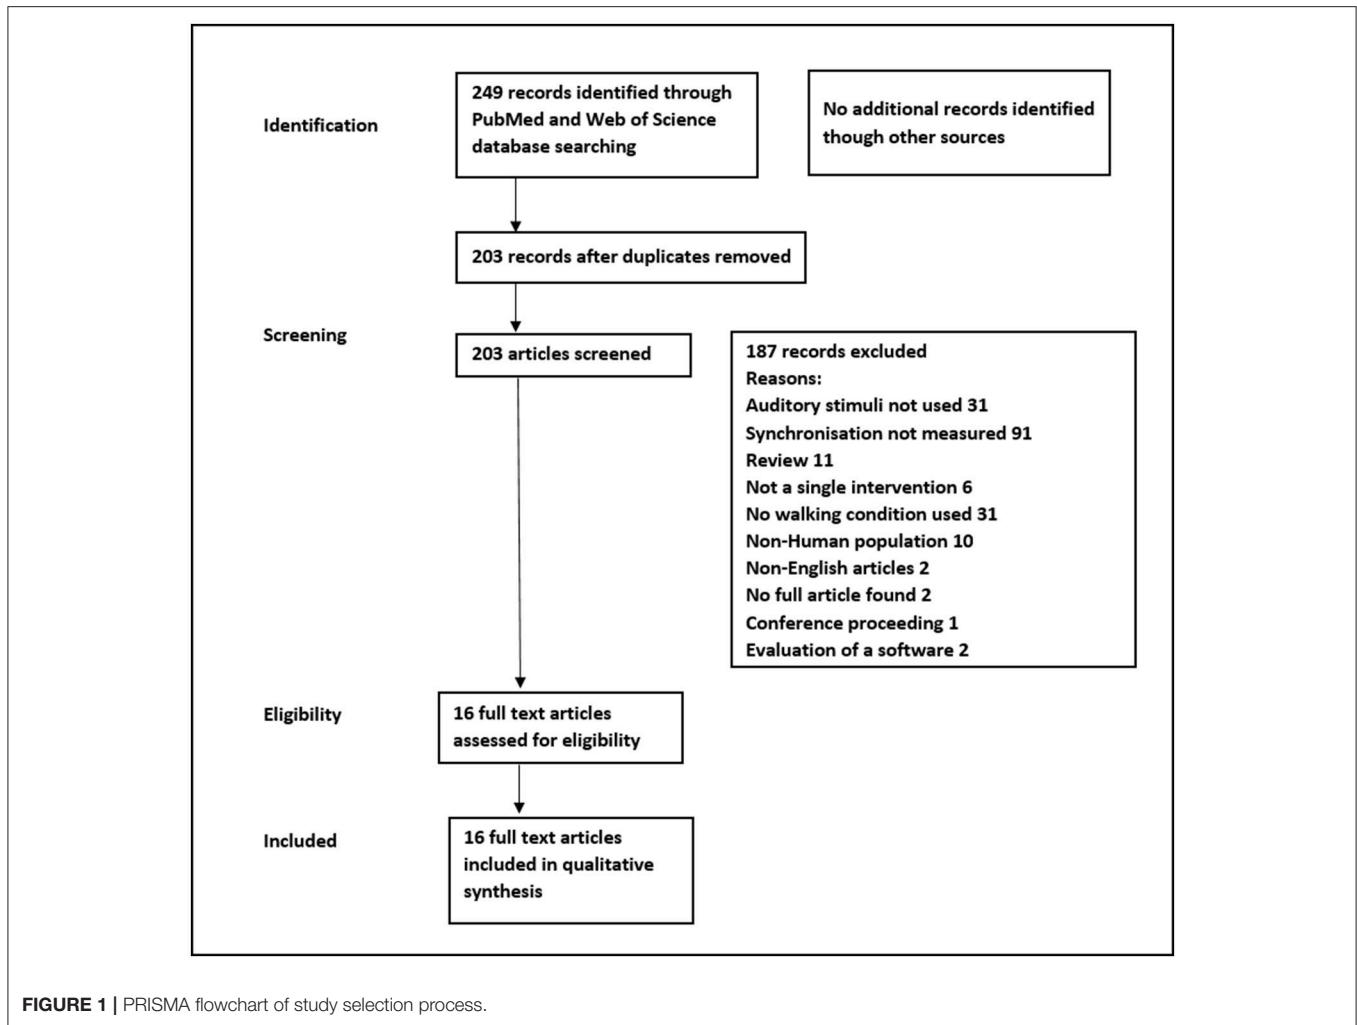 Identification
249 records identified through
PubMed and Web of Science
database searching
No additional records identified
though other sources
203 records after duplicates removed
Screening
203 articles screened
187 records excluded
Reasons:
Auditory stimuli not used 31
Synchronisation not measured 91
Review 11
Not a single intervention 6
No walking condition used 31
Non-Human population 10
Non-English articles 2
No full article found 2
Conference proceeding 1
Evaluation of a software 2
Eligibility
16 full text articles
assessed for eligibility
Included
16 full text articles
included in qualitative
synthesis
FIGURE 1 | PRISMA flowchart of study selection process.